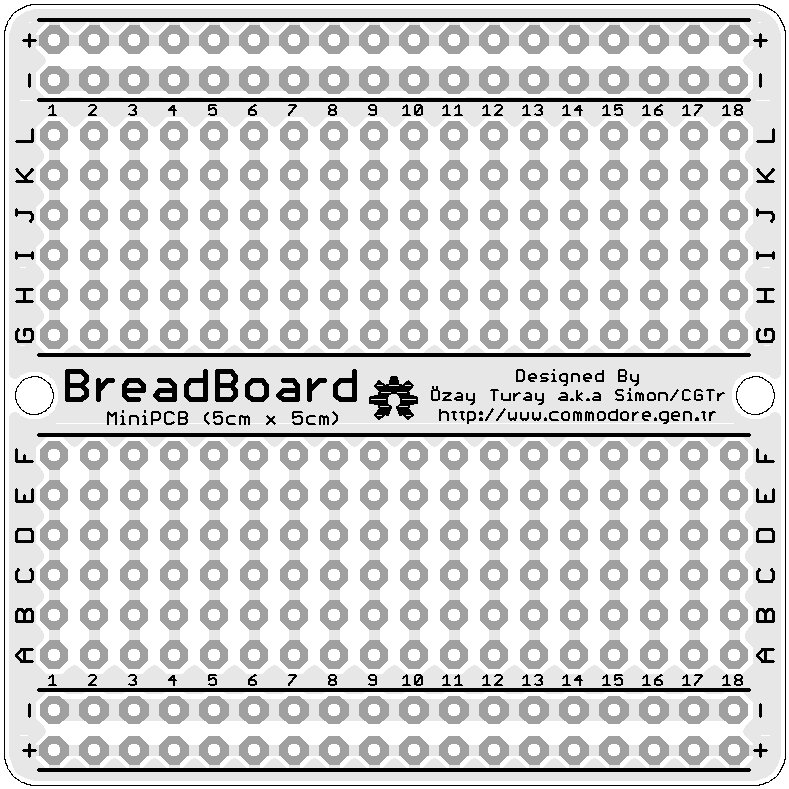 + +
- -
1 2 3 4 5 6 7 8 9 10 11 12 13 14 15 16 17 18
L L
K K
J J
I I
H H
G G
BreadBoard
MiniPCB (5cm x 5cm)
Designed By
Özay Turay a.k.a Simon/CGTr
http://www.commodore.gen.tr
F F
E E
D D
C C
B B
A A
1 2 3 4 5 6 7 8 9 10 11 12 13 14 15 16 17 18
- -
+ +